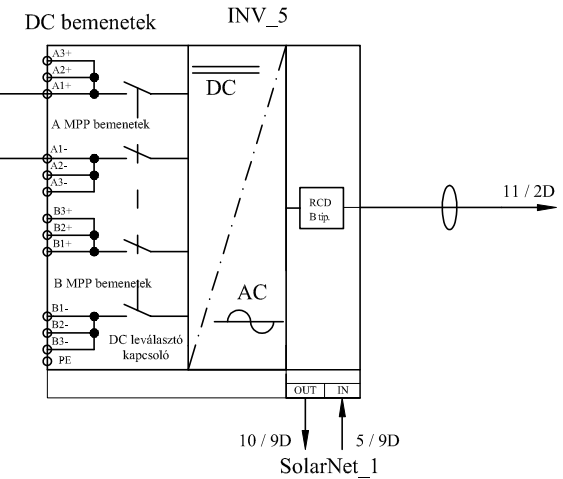 DC bemenetek
INV_5
A3+
A2+
A1+
DC
A MPP bemenetek
A1-
A2-
A3-
11 / 2D
RCD
B tip.
B3+
B2+
B1+
B MPP bemenetek
AC
B1-
B2-
B3-
PE
DC leválasztó
kapcsoló
OUT
IN
10 / 9D
5 / 9D
SolarNet_1